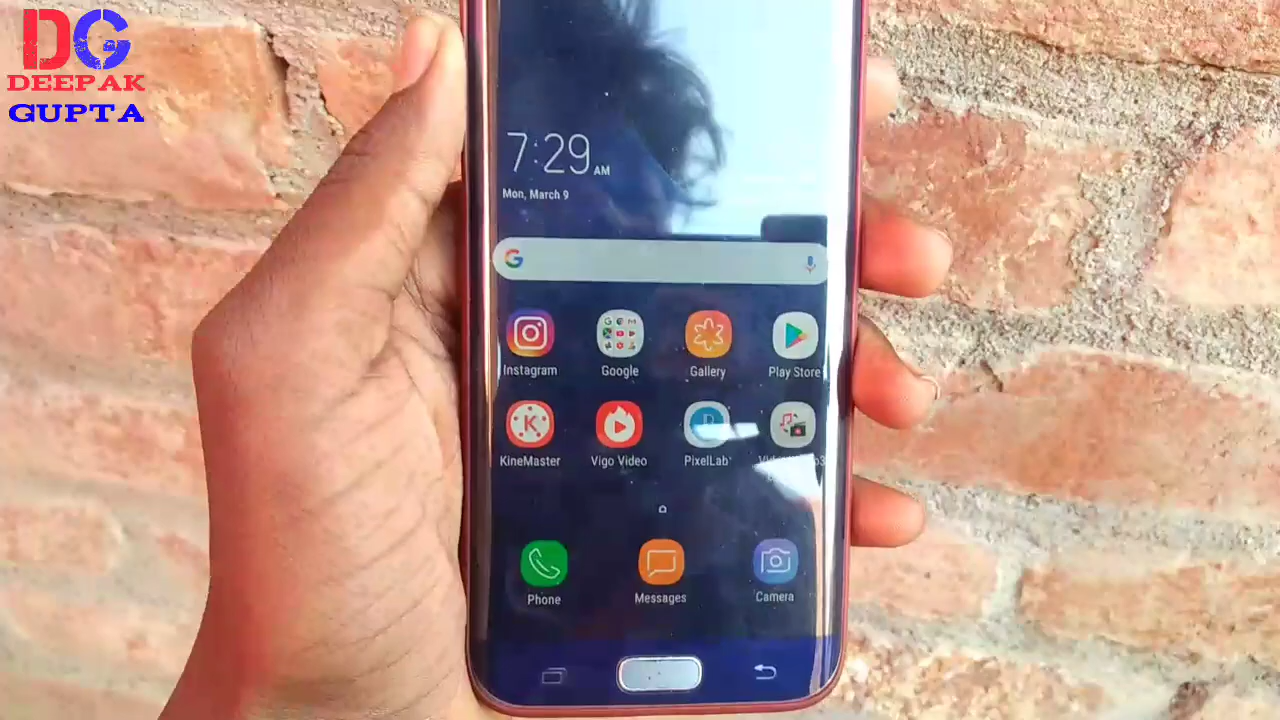 DG
DEEPAK
GUPTA
7:29 AM
Mon, March 9
G
Instagram
Google
Gallery
Play Store
K
KineMaster
Vigo Video
P
PixelLab
Phone
Messages
Camera